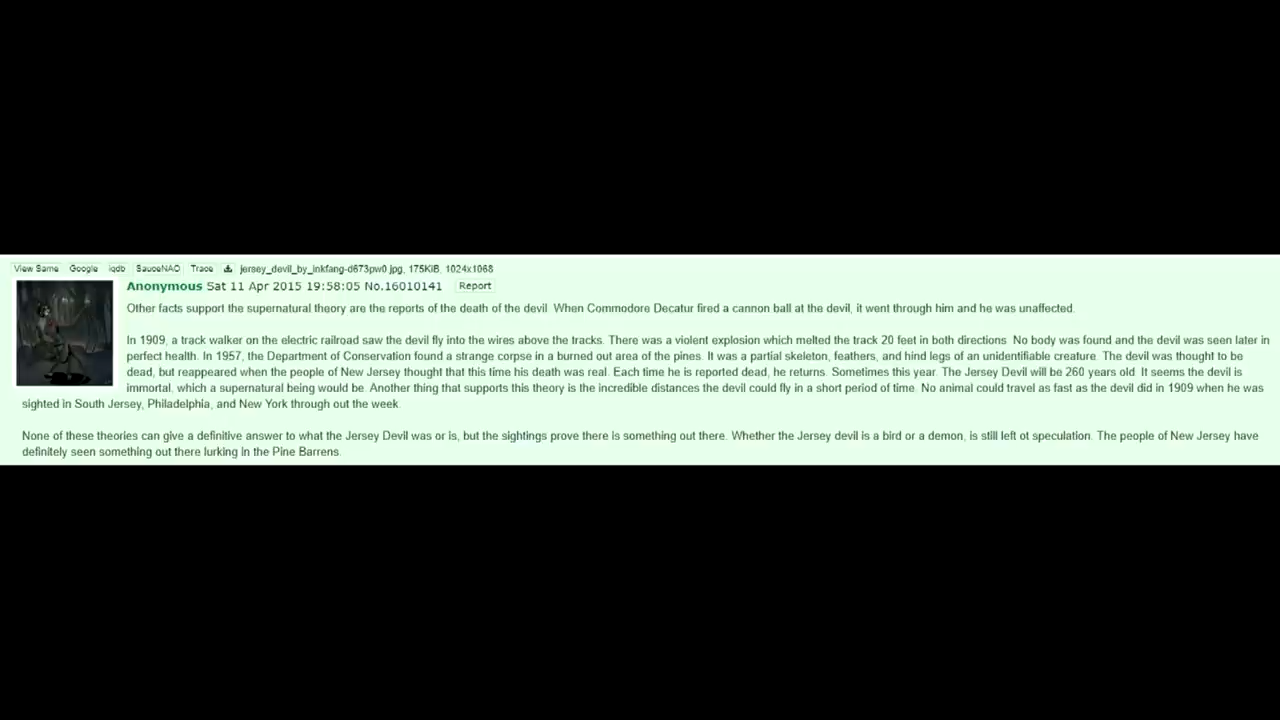 View Same Google iqdb SauceNAO Trace jersey_devil_by_inkfang-d673pw0.jpg, 175KiB, 1024x1068
Anonymous Sat 11 Apr 2015 19:58:05 No.16010141 Report
Other facts support the supernatural theory are the reports of the death of the devil. When Commodore Decatur fired a cannon ball at the devil, it went through him and he was unaffected.
In 1909, a track walker on the electric railroad saw the devil fly into the wires above the tracks. There was a violent explosion which melted the track 20 feet in both directions. No body was found and the devil was seen later in
perfect health. In 1957, the Department of Conservation found a strange corpse in a burned out area of the pines. It was a partial skeleton, feathers, and hind legs of an unidentifiable creature. The devil was thought to be
dead, but reappeared when the people of New Jersey thought that this time his death was real. Each time he is reported dead, he returns. Sometimes this year. The Jersey Devil will be 260 years old. It seems the devil is
immortal, which a supernatural being would be. Another thing that supports this theory is the incredible distances the devil could fly in a short period of time. No animal could travel as fast as the devil did in 1909 when he was
sighted in South Jersey, Philadelphia, and New York through out the week.
None of these theories can give a definitive answer to what the Jersey Devil was or is, but the sightings prove there is something out there. Whether the Jersey devil is a bird or a demon, is still left ot speculation. The people of New Jersey have
definitely seen something out there lurking in the Pine Barrens.